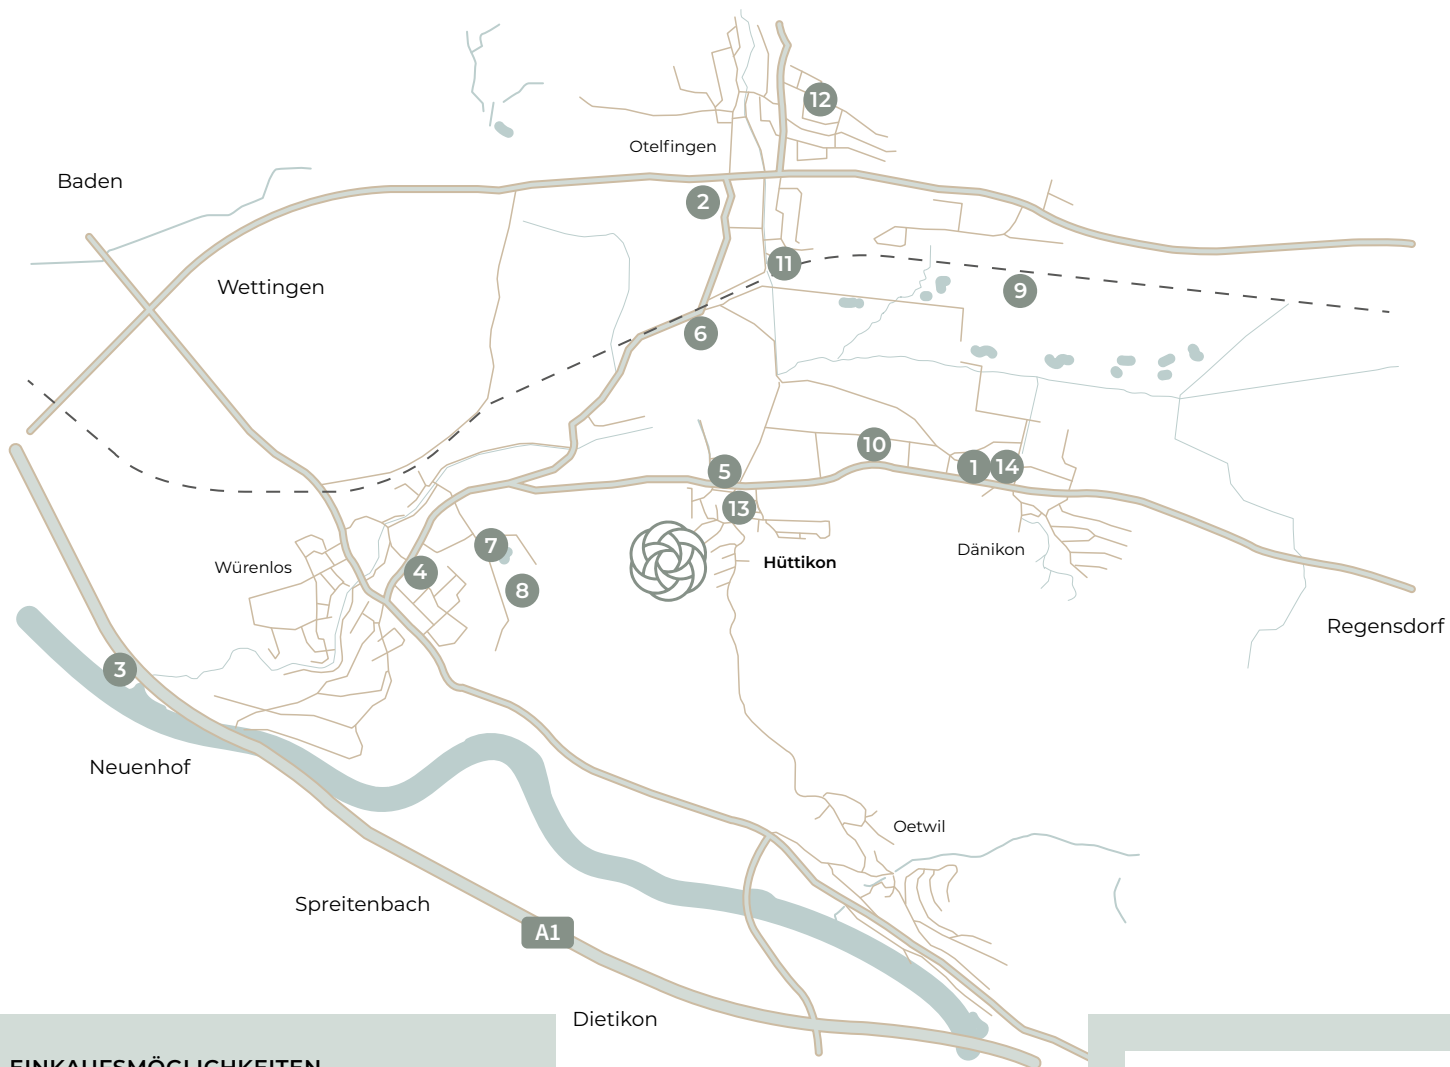 12
Otelfingen
Baden
2
11
Wettingen
9
6
10
5
1
14
13
7
Dänikon
Hüttikon
Würenlos
4
8
Regensdorf
3
Neuenhof
Oetwil
Spreitenbach
A1
Dietikon
EINKAUFSMÖGLICHKEITEN